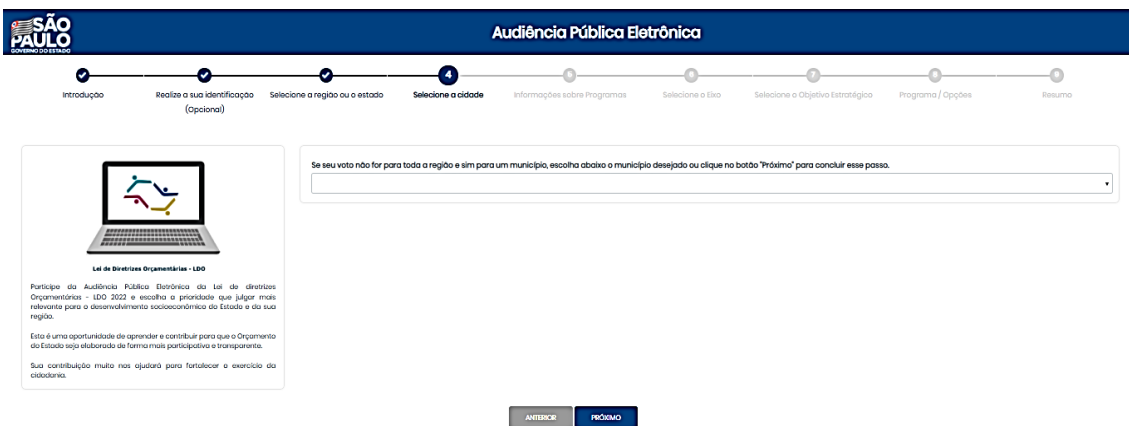 SÃO
PAULO
GOVERNO DO ESTADO
Audiência Pública Eletrônica
4
5
6
7
8
9
Introdução
Realize a sua identificação
(Opcional)
Selecione a região ou o estado
Selecione a cidade
Informações sobre Programas
Selecione o Eixo
Selecione o Objetivo Estratégico
Programa / Opções
Resumo
Lei de Diretrizes Orçamentárias - LDO
Participe da Audiência Pública Eletrônica da Lei de diretrizes
Orçamentárias - LDO 2022 e escolha a prioridade que julgar mais
relevante para o desenvolvimento socioeconômico do Estado e da sua
região.
Esta é uma oportunidade de aprender e contribuir para que o Orçamento
do Estado seja elaborado de forma mais participativa e transparente.
Sua contribuição muito nos ajudará para fortalecer o exercício da
cidadania.
Se seu voto não for para toda a região e sim para um município, escolha abaixo o município desejado ou clique no botão "Próximo" para concluir esse passo.
ANTERIOR
PRÓXIMO